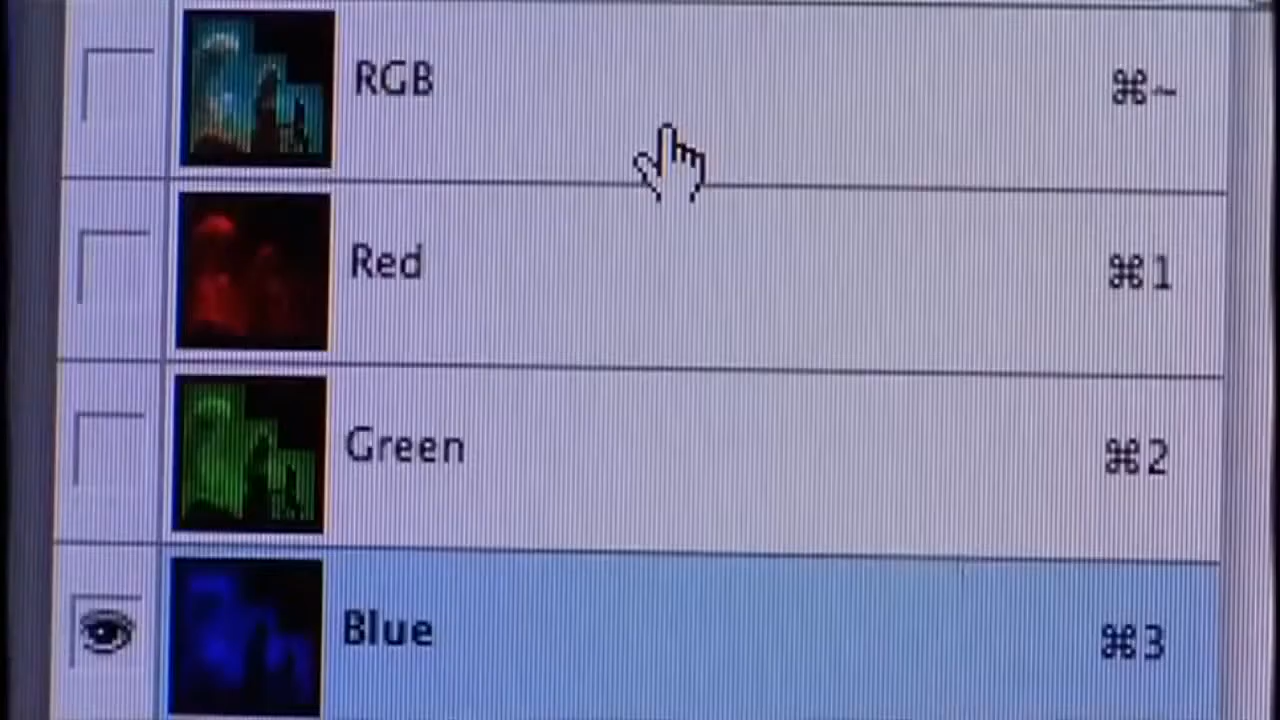 RGB ⌘~
Red ⌘1
Green ⌘2
Blue ⌘3